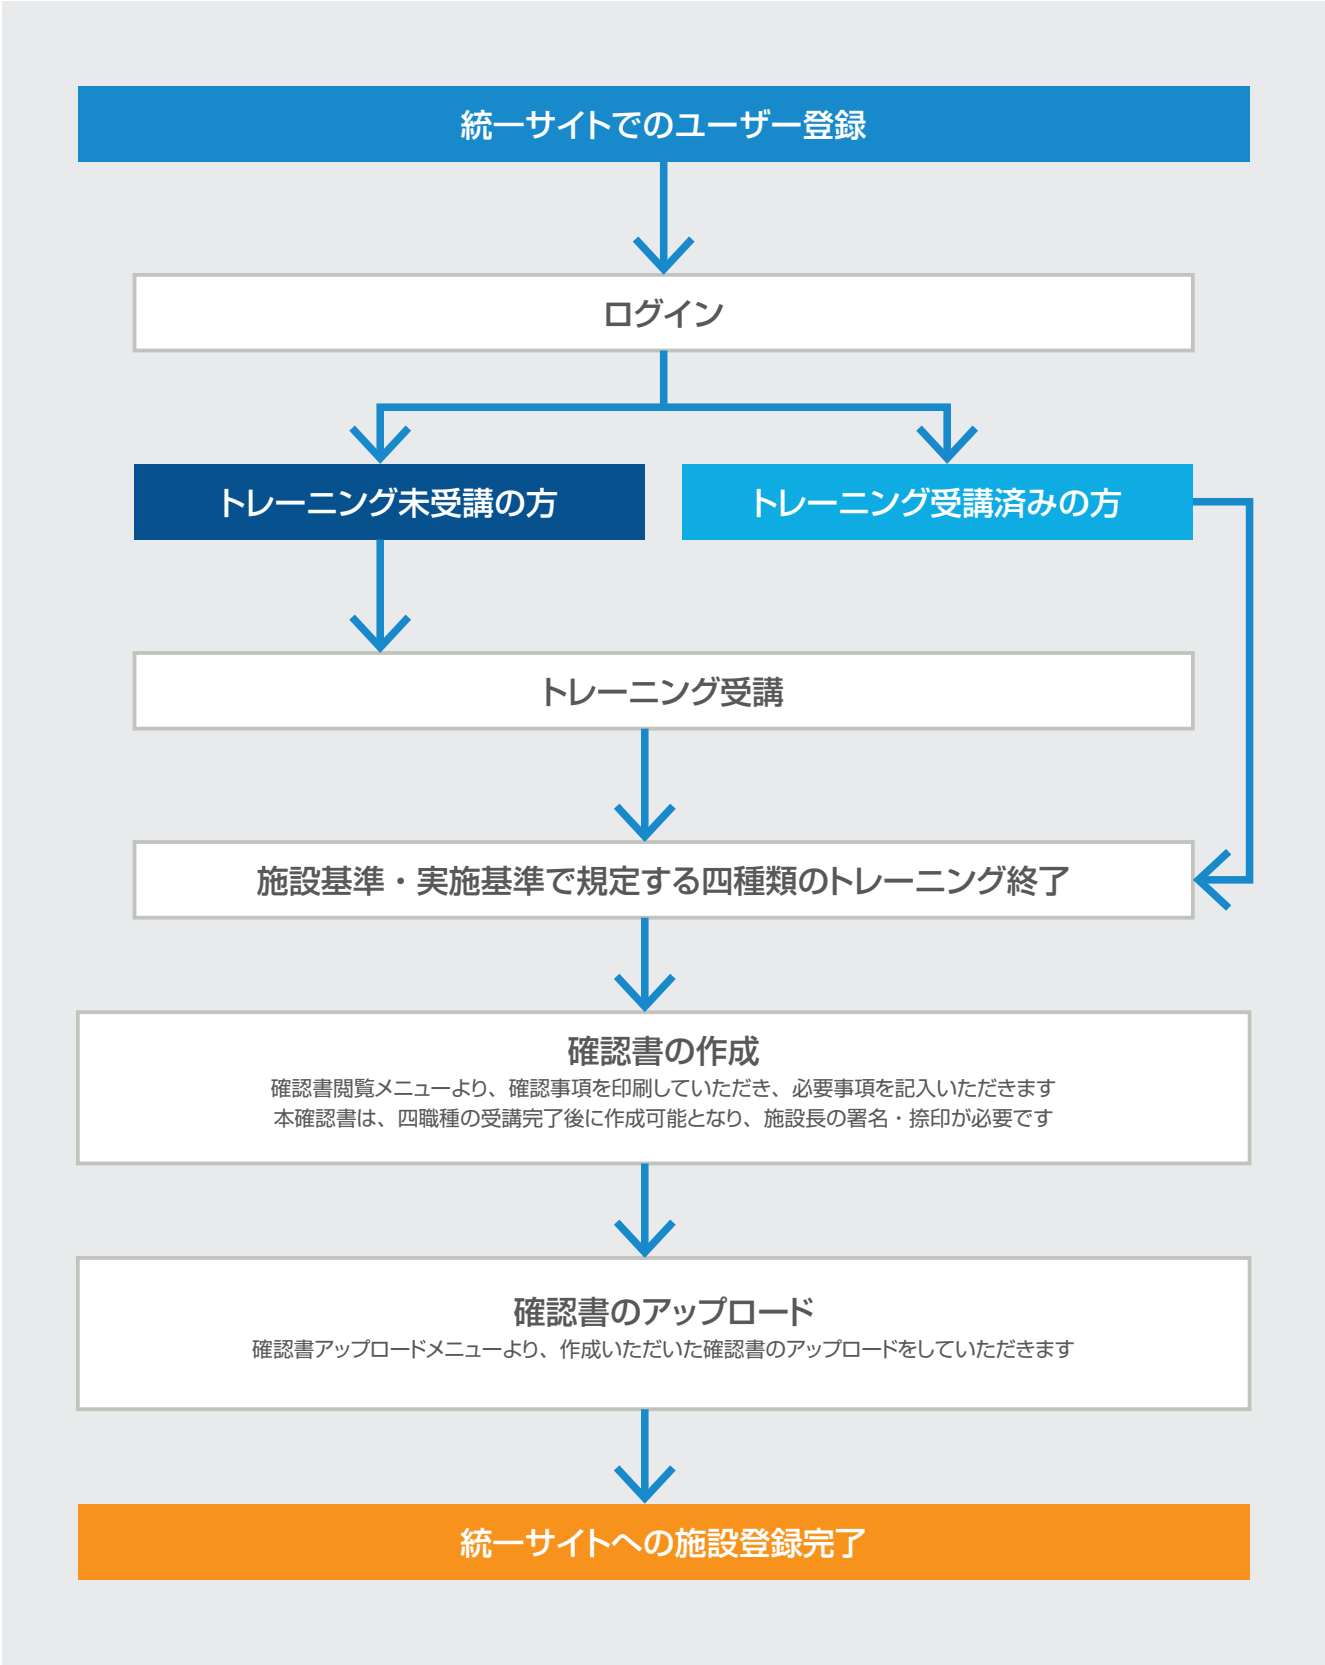 統一サイトでのユーザー登録
ログイン
トレーニング未受講の方
トレーニング受講済みの方
トレーニング受講
施設基準・実施基準で規定する四種類のトレーニング終了
確認書の作成
確認書閲覧メニューより、確認事項を印刷していただき、必要事項を記入いただきます
本確認書は、四職種の受講完了後に作成可能となり、施設長の署名・捺印が必要です
確認書のアップロード
確認書アップロードメニューより、作成いただいた確認書のアップロードをしていただきます
統一サイトへの施設登録完了